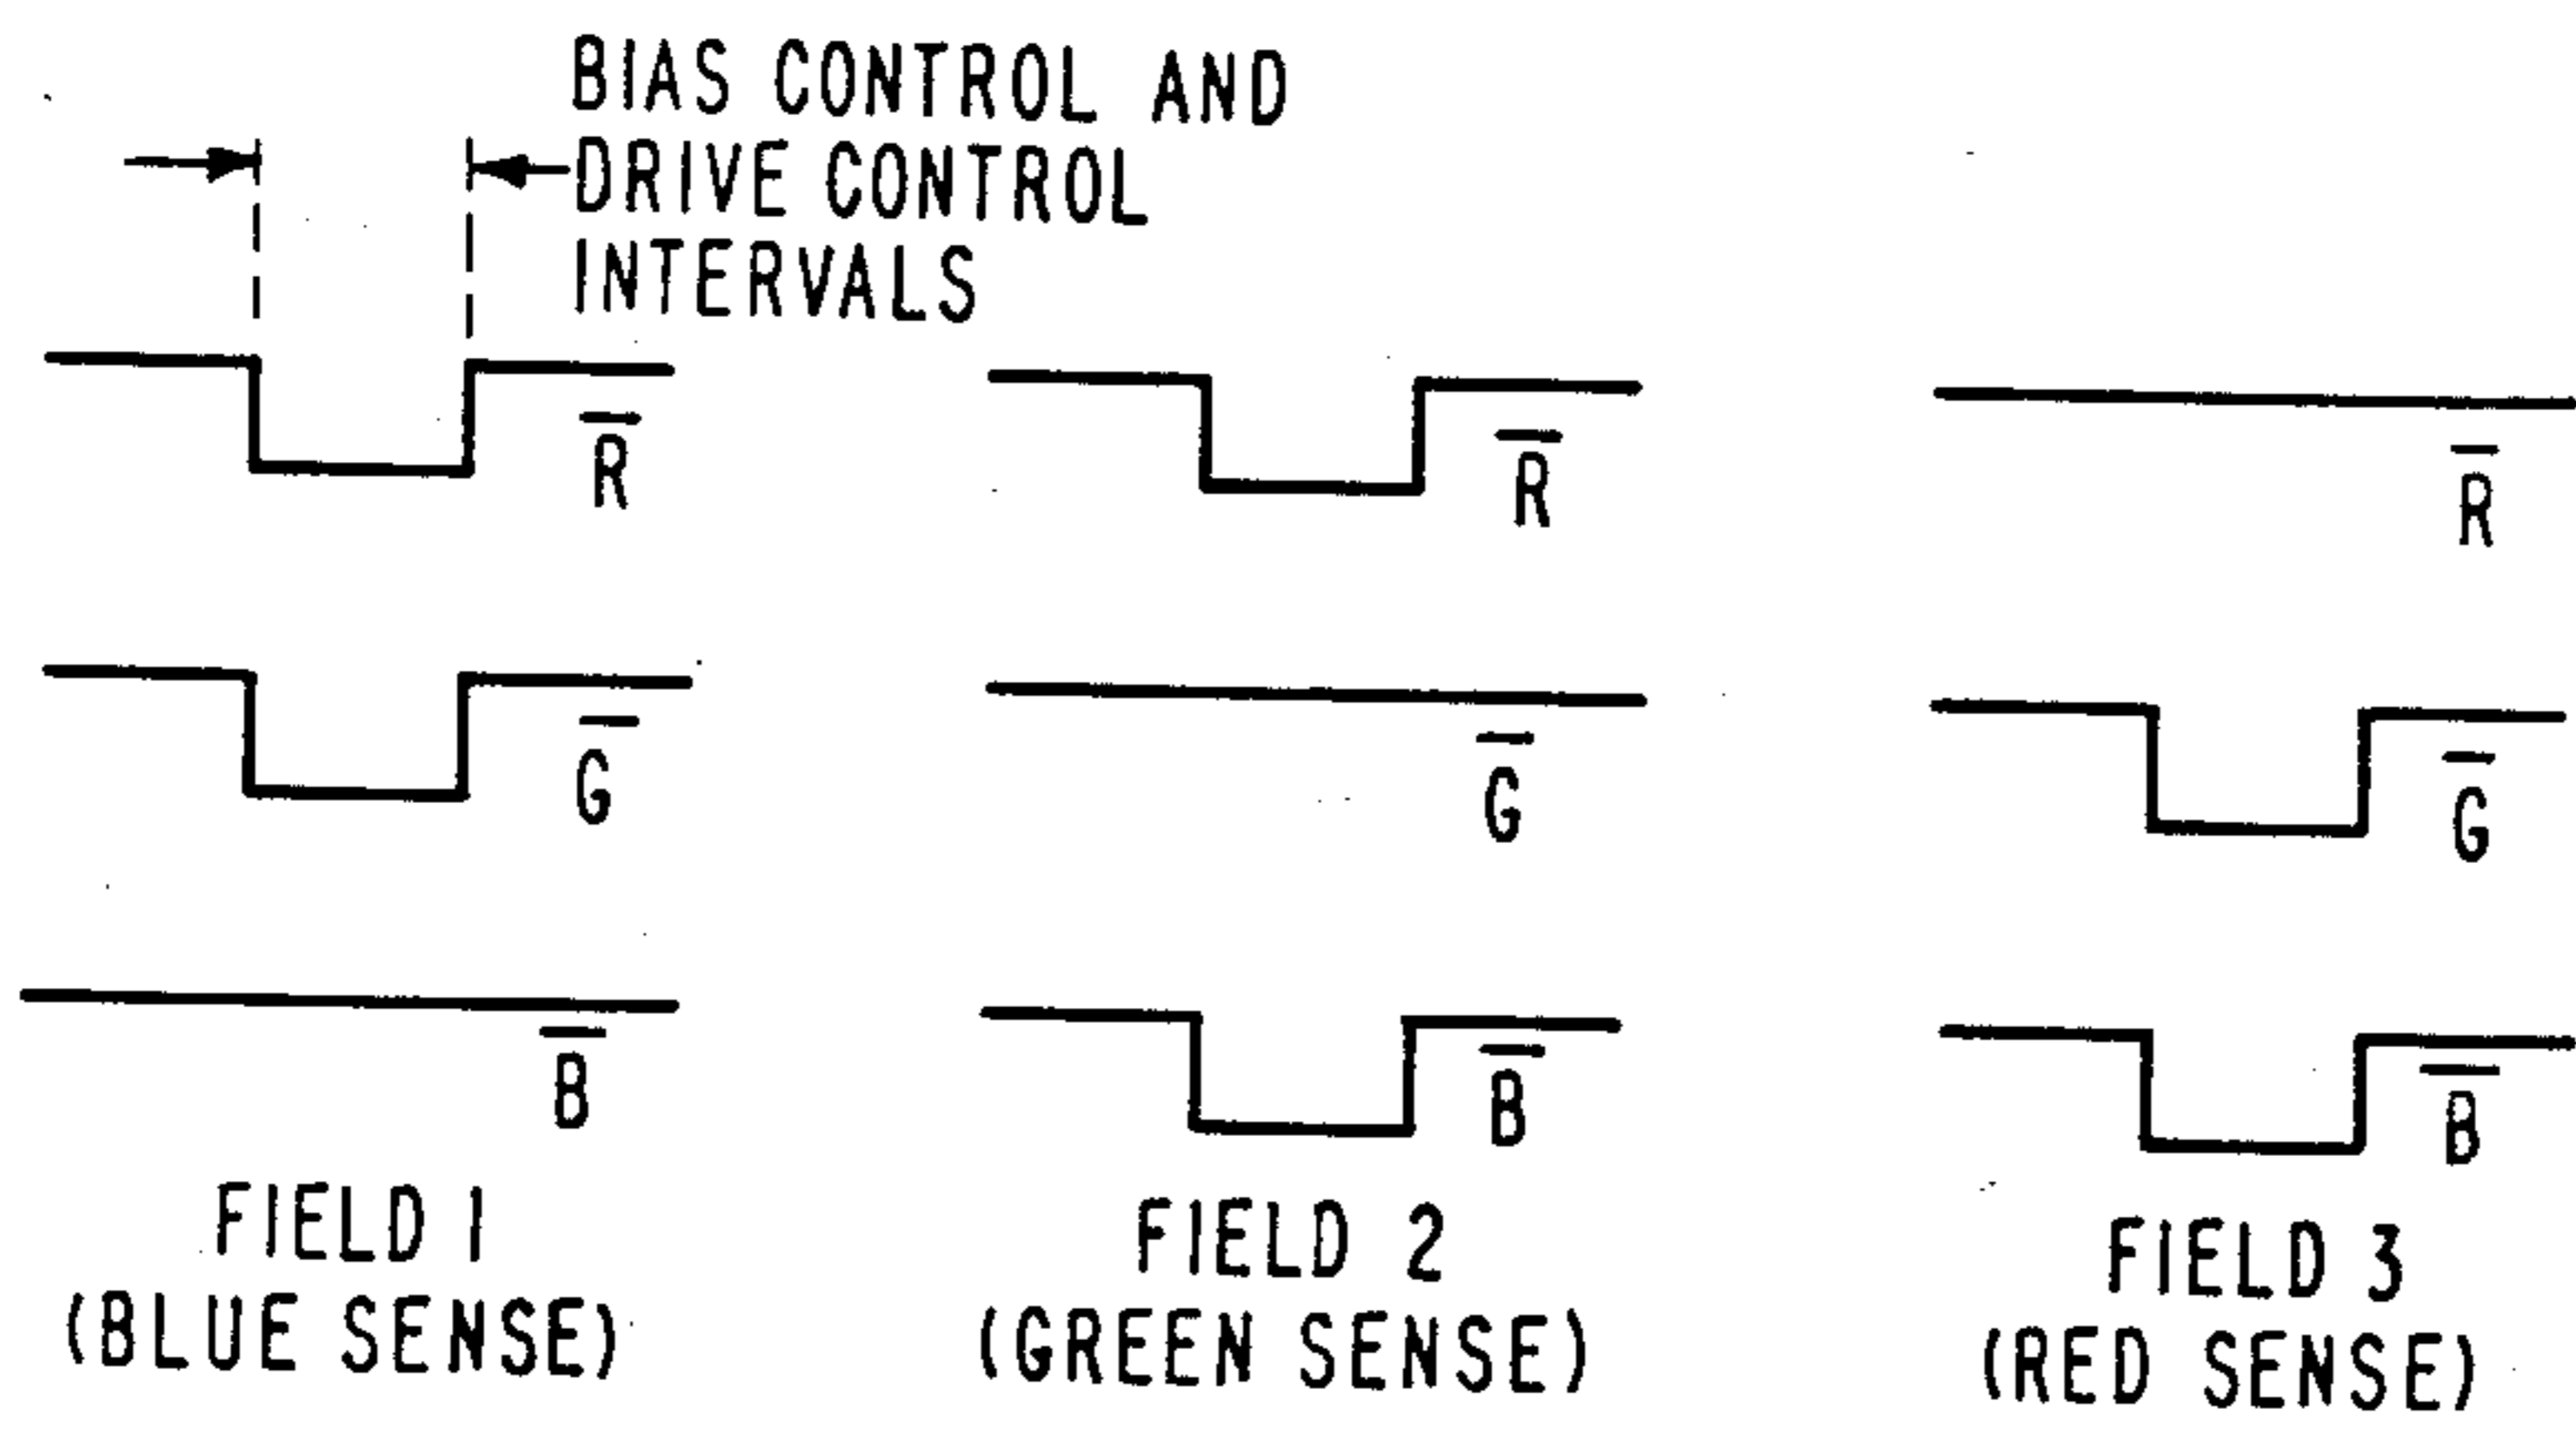 BIAS CONTROL AND
DRIVE CONTROL
INTERVALS
R̅
R̅
R̅
G̅
G̅
G̅
B̅
B̅
B̅
FIELD 1
(BLUE SENSE)
FIELD 2
(GREEN SENSE)
FIELD 3
(RED SENSE)